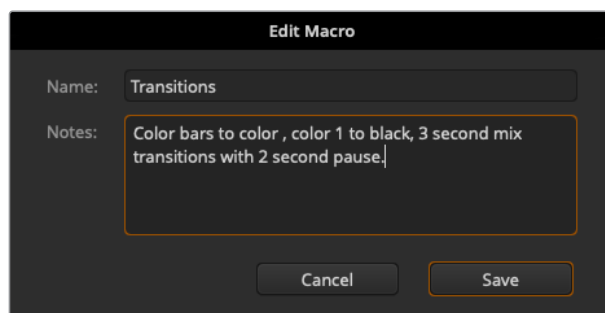 Edit Macro
Name: Transitions
Notes: Color bars to color , color 1 to black, 3 second mix
transitions with 2 second pause.
Cancel Save